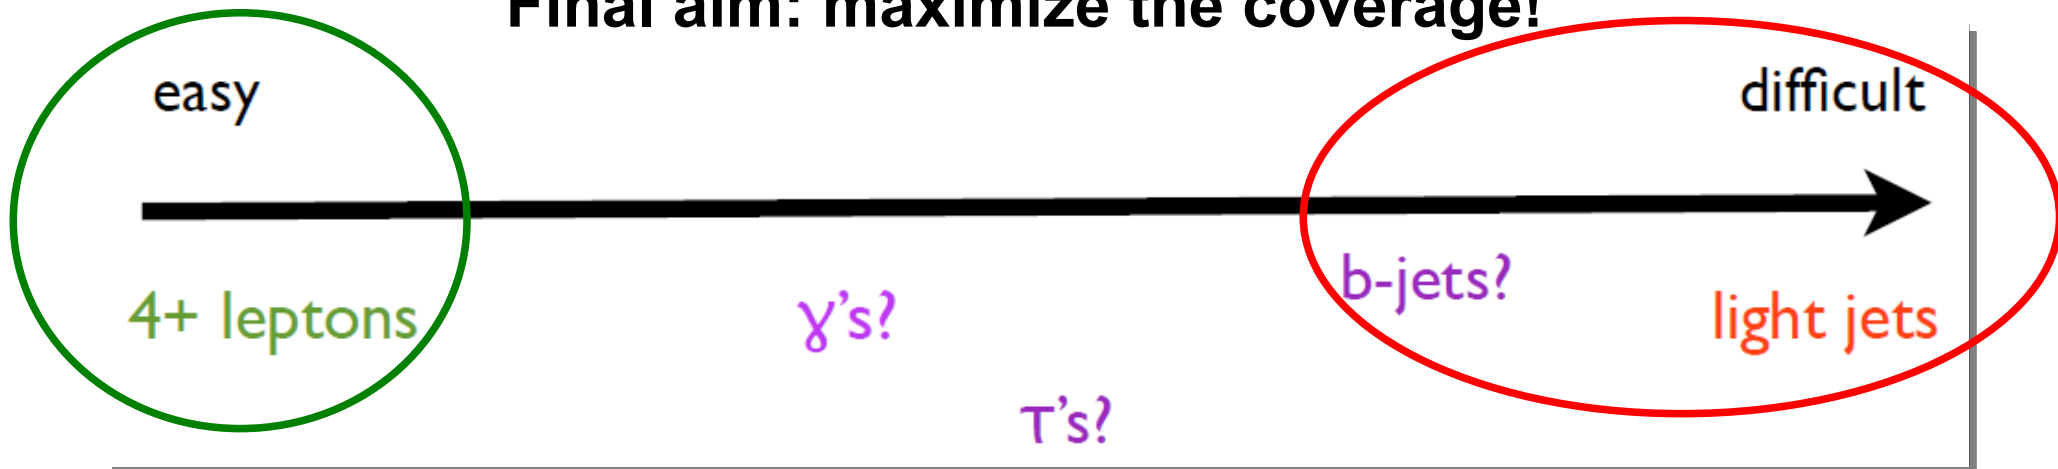 Final aim: maximize the coverage!
easy
difficult
b-jets?
4+ leptons
γ's?
light jets
τ's?